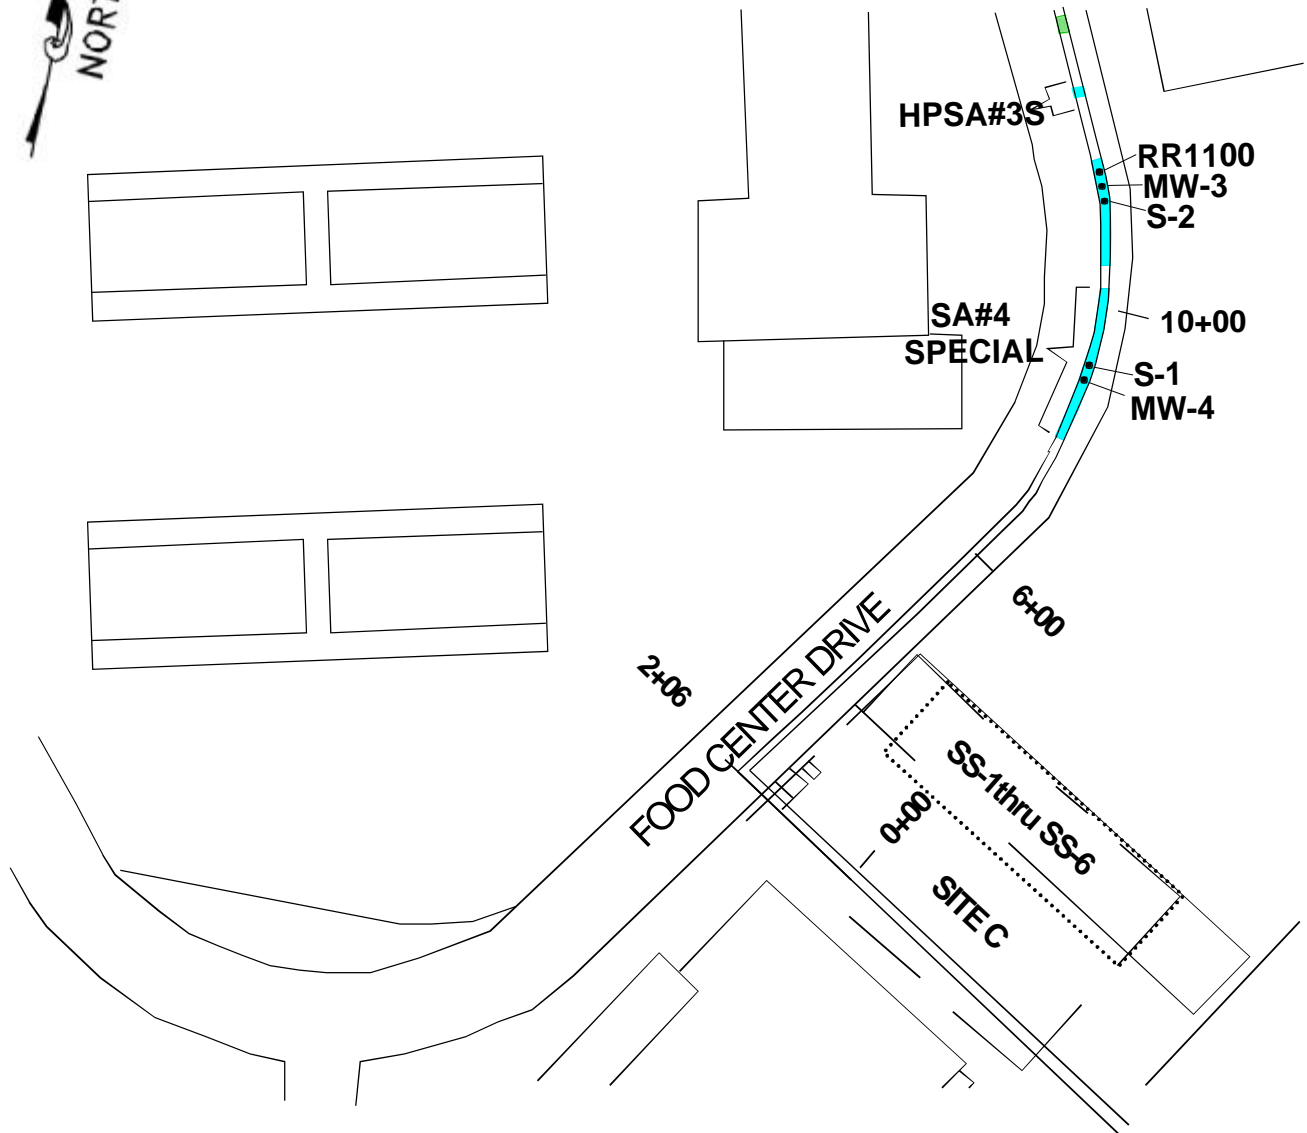 NORT
HPSA#3S
RR1100
MW-3
S-2
SA#4
SPECIAL
10+00
S-1
MW-4
6+00
2+06
FOOD CENTER DRIVE
SS-1thru SS-6
0+00
SITE C